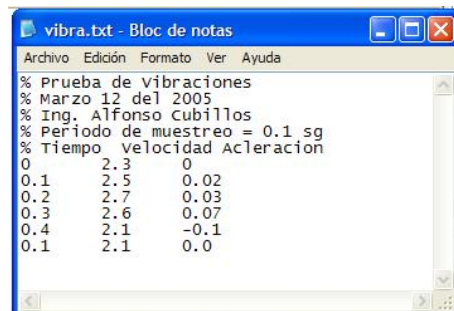 vibra.txt - Bloc de notas
Archivo Edición Formato Ver Ayuda
% Prueba de Vibraciones
% Marzo 12 del 2005
% Ing. Alfonso Cubillos
% Periodo de muestreo = 0.1 sg
% Tiempo Velocidad Acleracion
0 2.3 0
0.1 2.5 0.02
0.2 2.7 0.03
0.3 2.6 0.07
0.4 2.1 -0.1
0.1 2.1 0.0